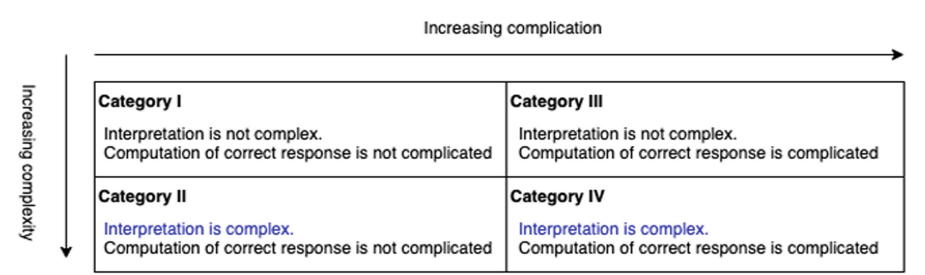 Increasing complication
Increasing complexity
Category I
Interpretation is not complex.
Computation of correct response is not complicated
Category III
Interpretation is not complex.
Computation of correct response is complicated
Category II
Interpretation is complex.
Computation of correct response is not complicated
Category IV
Interpretation is complex.
Computation of correct response is complicated